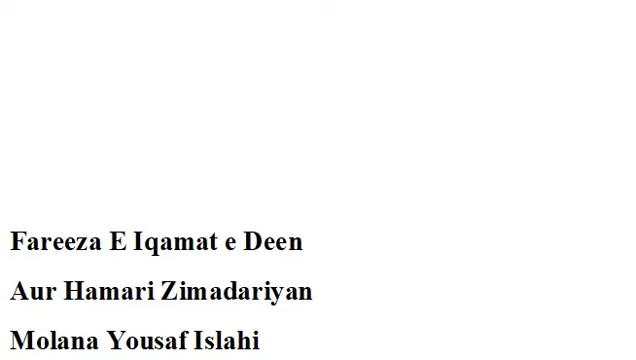 Fareeza E Iqamat e Deen
Aur Hamari Zimadariyan
Molana Yousaf Islahi